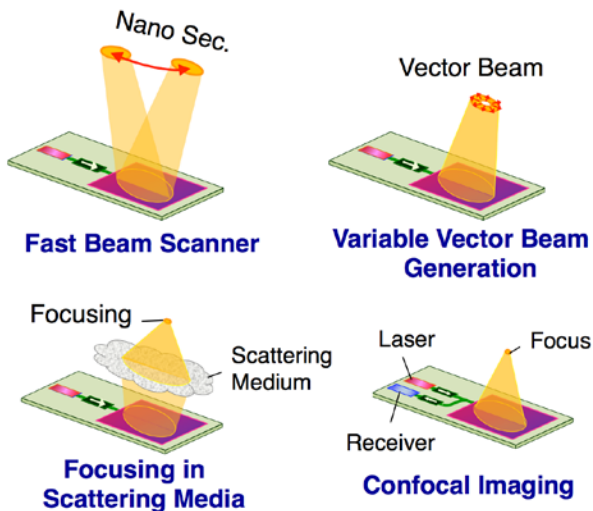 Nano Sec.
Fast Beam Scanner
Vector Beam
Variable Vector Beam
Generation
Focusing
Scattering
Medium
Focusing in
Scattering Media
Laser
Focus
Receiver
Confocal Imaging